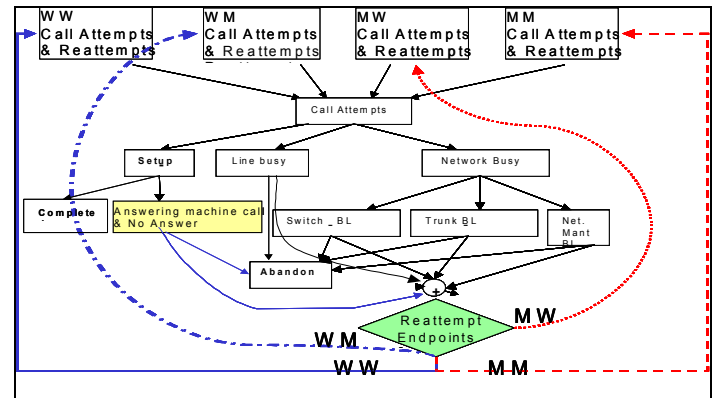 W W
Call Attempts
& Reattempts
W M
Call Attempts
& Reattempts
M W
Call Attempts
& Reattempts
M M
Call Attempts
& Reattempts
Call Attempts
Setup
Line busy
Network Busy
Complete
Answering machine call
& No Answer
Switch _ BL
Trunk BL
Net.
Mant
BL
Abandon
+
Reattempt
Endpoints
M W
W M
W W
M M